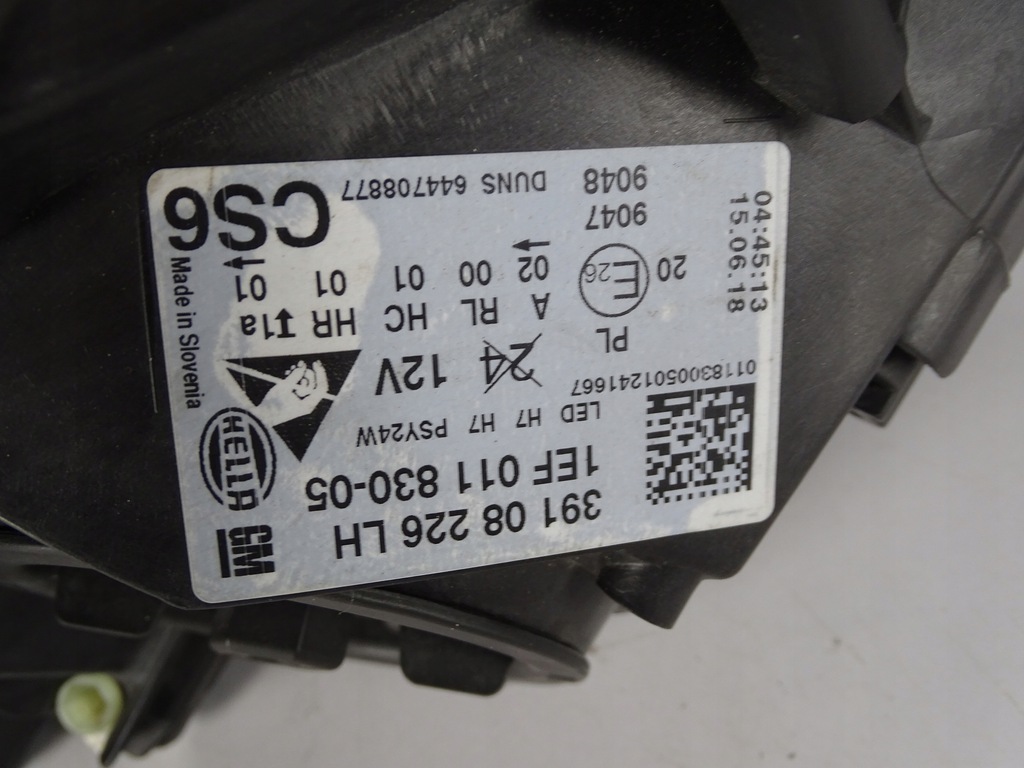 GM
391 08 226 LH
HELLA
1EF 011 830-05
LED H7 H7 PSY24W
0118300501241667
24 12V
PL
A RL HC HR T1a
02 00 01 01 01
E26
20
9047
9048
DUNS 644708877
CS6
Made in Slovenia
15.06.18
04:45:13